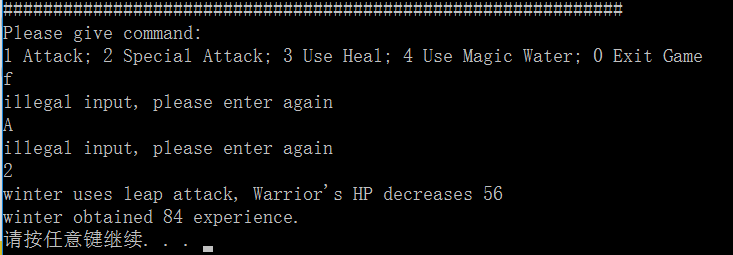 ##############################################################
Please give command:
1 Attack; 2 Special Attack; 3 Use Heal; 4 Use Magic Water; 0 Exit Game
f
illegal input, please enter again
A
illegal input, please enter again
2
winter uses leap attack, Warrior's HP decreases 56
winter obtained 84 experience.
请按任意键继续. . .